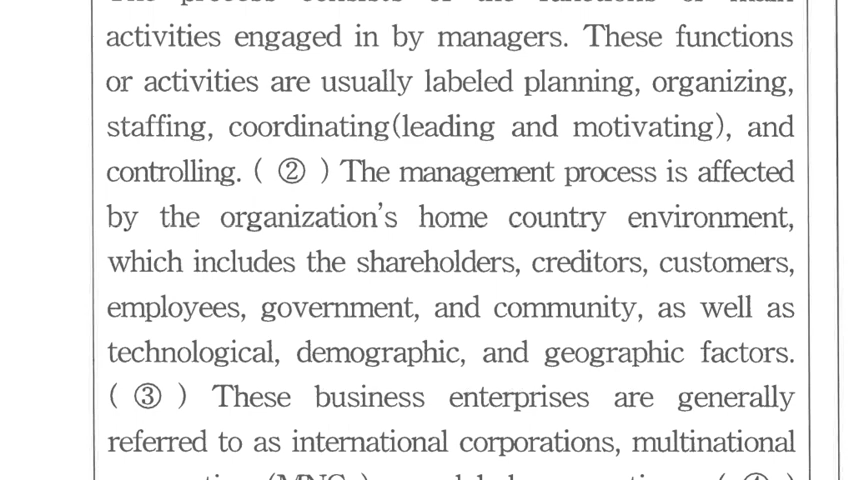 activities engaged in by managers. These functions
or activities are usually labeled planning, organizing,
staffing, coordinating(leading and motivating), and
controlling. ( ② ) The management process is affected
by the organization's home country environment,
which includes the shareholders, creditors, customers,
employees, government, and community, as well as
technological, demographic, and geographic factors.
( ③ ) These business enterprises are generally
referred to as international corporations, multinational